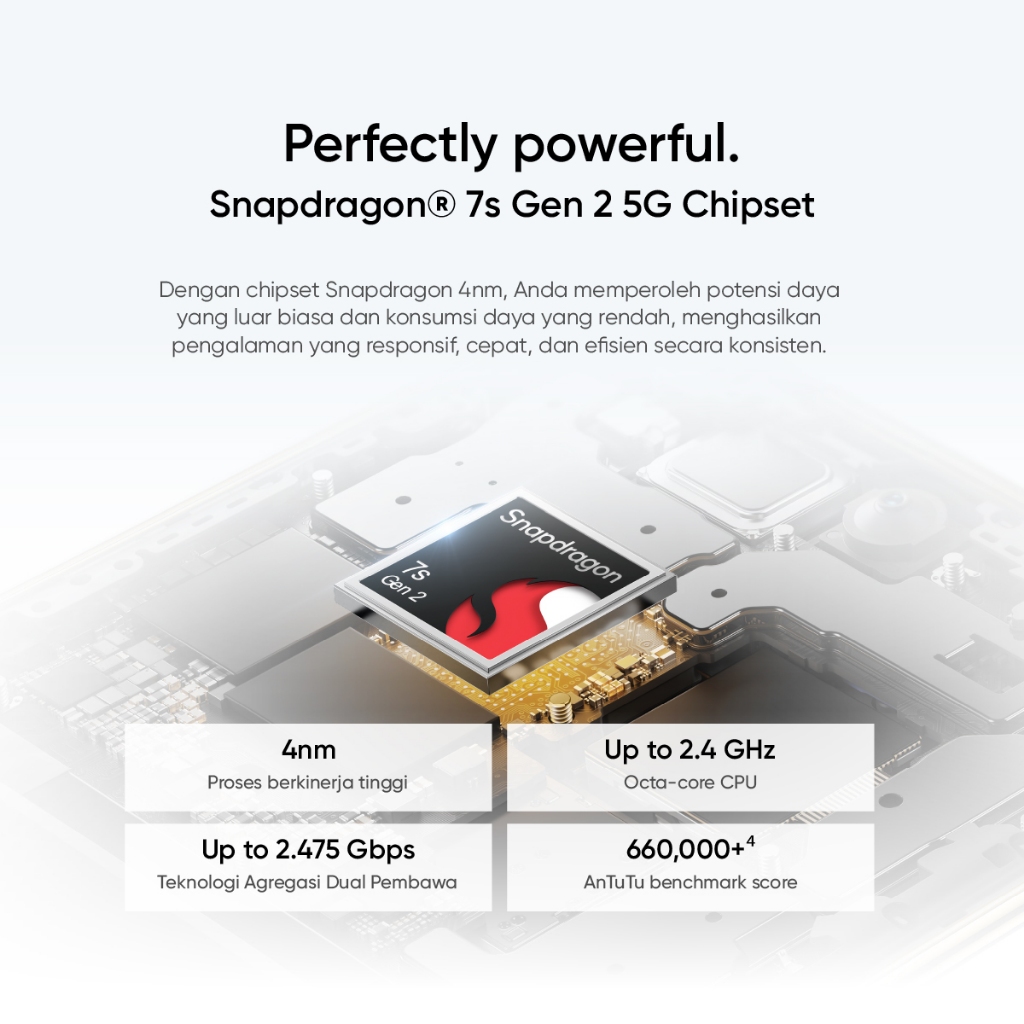 Perfectly powerful.
Snapdragon® 7s Gen 2 5G Chipset
Dengan chipset Snapdragon 4nm, Anda memperoleh potensi daya
yang luar biasa dan konsumsi daya yang rendah, menghasilkan
pengalaman yang responsif, cepat, dan efisien secara konsisten.
Snapdragon
7s
Gen 2
4nm
Proses berkinerja tinggi
Up to 2.4 GHz
Octa-core CPU
Up to 2.475 Gbps
Teknologi Agregasi Dual Pembawa
660,000+⁴
AnTuTu benchmark score